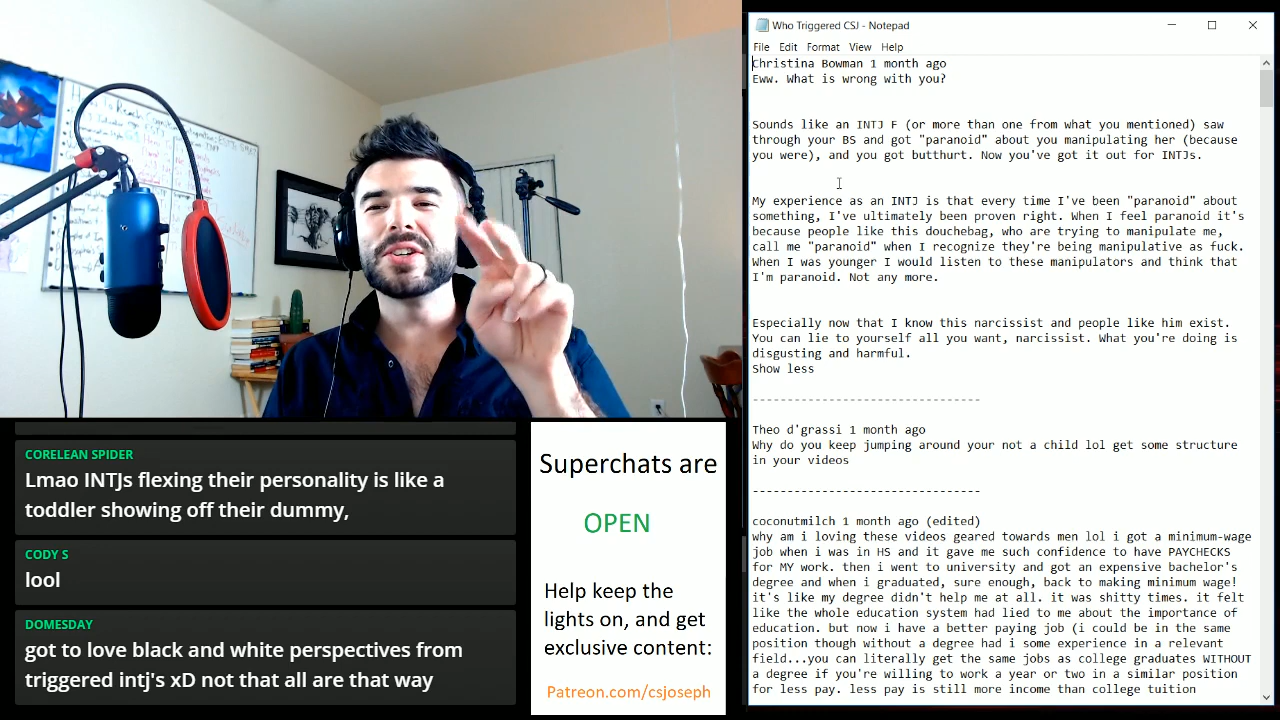 Who Triggered CSJ - Notepad
File Edit Format View Help
Christina Bowman 1 month ago
Eww. What is wrong with you?
Sounds like an INTJ F (or more than one from what you mentioned) saw
through your BS and got "paranoid" about you manipulating her (because
you were), and you got butthurt. Now you've got it out for INTJs.
My experience as an INTJ is that every time I've been "paranoid" about
something, I've ultimately been proven right. When I feel paranoid it's
because people like this douchebag, who are trying to manipulate me,
call me "paranoid" when I recognize they're being manipulative as fuck.
When I was younger I would listen to these manipulators and think that
I'm paranoid. Not any more.
Especially now that I know this narcissist and people like him exist.
You can lie to yourself all you want, narcissist. What you're doing is
disgusting and harmful.
Show less
-------------------------------
Theo d'grassi 1 month ago
Why do you keep jumping around your not a child lol get some structure
in your videos
-------------------------------
coconutmilch 1 month ago (edited)
why am i loving these videos geared towards men lol i got a minimum-wage
job when i was in HS and it gave me such confidence to have PAYCHECKS
for MY work. then i went to university and got an expensive bachelor's
degree and when i graduated, sure enough, back to making minimum wage!
it's like my degree didn't help me at all. it was shitty times. it felt
like the whole education system had lied to me about the importance of
education. but now i have a better paying job (i could be in the same
position though without a degree had i some experience in a relevant
field...you can literally get the same jobs as college graduates WITHOUT
a degree if you're willing to work a year or two in a similar position
for less pay. less pay is still more income than college tuition
CORELEAN SPIDER
Lmao INTJs flexing their personality is like a
toddler showing off their dummy,
CODY S
lool
DOMESDAY
got to love black and white perspectives from
triggered intj's xD not that all are that way
Superchats are
OPEN
Help keep the
lights on, and get
exclusive content:
Patreon.com/csjoseph